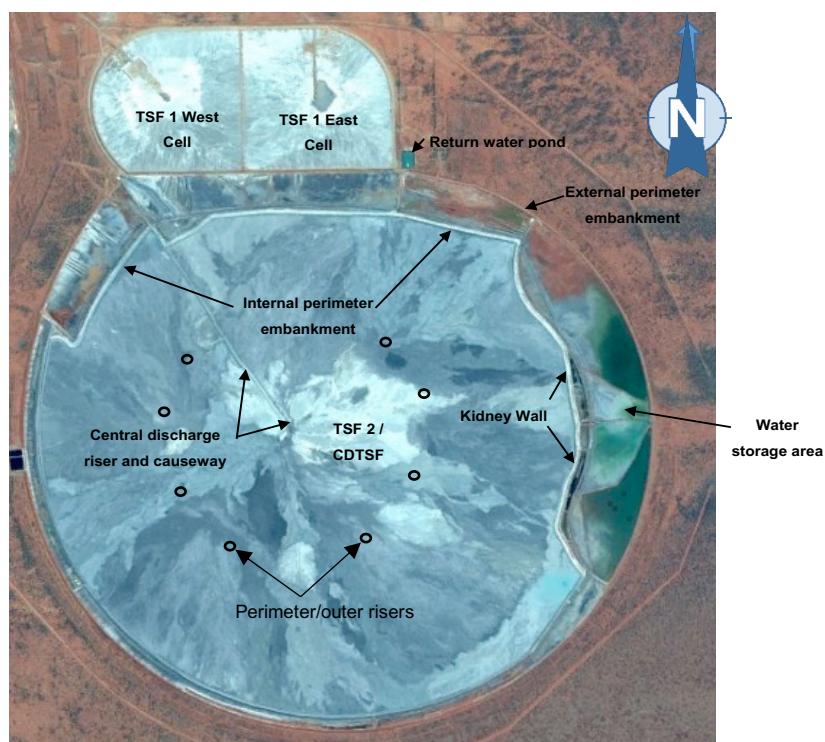 TSF 1 West
Cell
TSF 1 East
Cell
N
Return water pond
External perimeter
embankment
Internal perimeter
embankment
Kidney Wall
Central discharge
riser and causeway
TSF 2 /
CDTSF
Water
storage area
Perimeter/outer risers